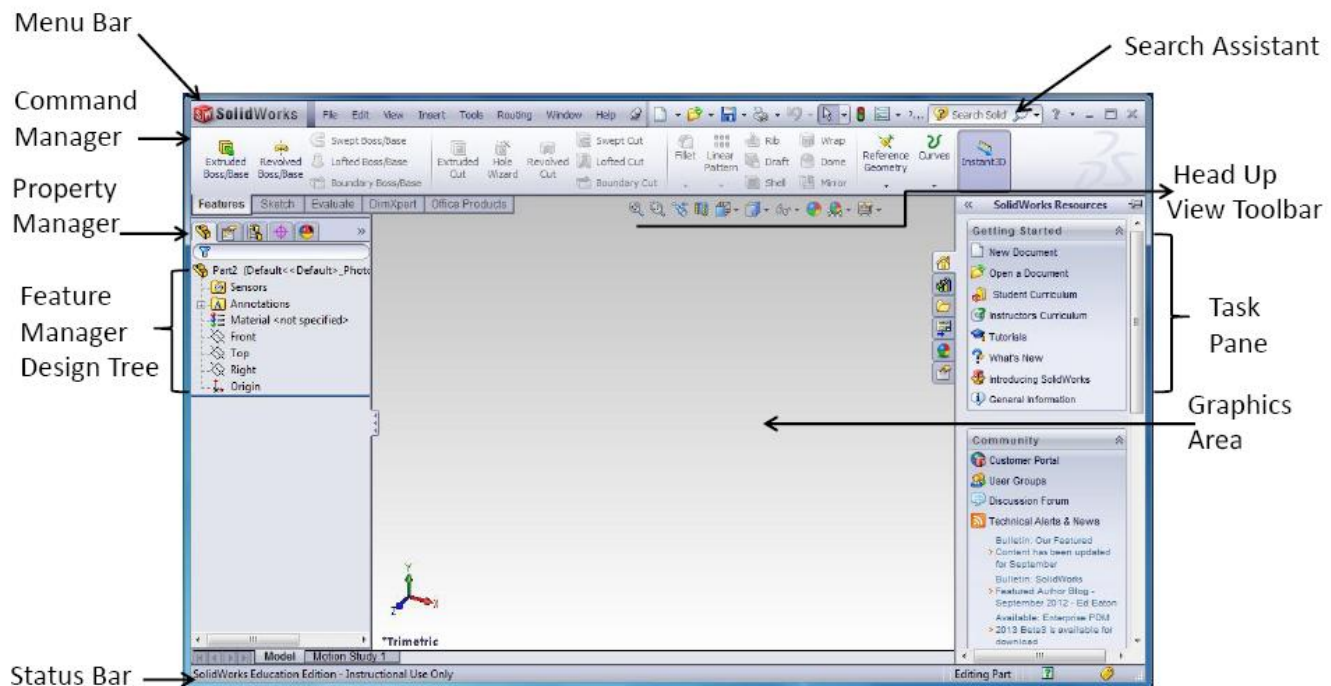 Menu Bar
Search Assistant
Command
Manager
Property
Manager
Feature
Manager
Design Tree
Status Bar
Head Up
View Toolbar
Task
Pane
Graphics
Area
SolidWorks File Edit View Insert Tools Routing Window Help Search Solid
Extruded
Boss/Base
Revolved
Boss/Base
Swept Boss/Base
Lofted Boss/Base
Boundary Boss/Base
Extruded
Cut
Hole
Wizard
Revolved
Cut
Swept Cut
Lofted Cut
Boundary Cut
Fillet
Linear
Pattern
Rib
Draft
Shell
Wrap
Dome
Mirror
Reference
Geometry
Curves
Instant3D
Features Sketch Evaluate DimXpert Office Products
Part2 (Default<<Default>_Photo
Sensors
Annotations
Material <not specified>
Front
Top
Right
Origin
Y
X
Z
*Trimetric
SolidWorks Resources
Getting Started
New Document
Open a Document
Student Curriculum
Instructors Curriculum
Tutorials
What's New
Introducing SolidWorks
General Information
Community
Customer Portal
User Groups
Discussion Forum
Technical Alerts & News
Bulletin: Our Featured
Content has been updated
for September
Bulletin: SolidWorks
Featured Author Blog -
September 2012 - Ed Eaton
Available: Enterprise PDM
2013 Beta3 is available for
download
Model Motion Study 1
SolidWorks Education Edition - Instructional Use Only Editing Part